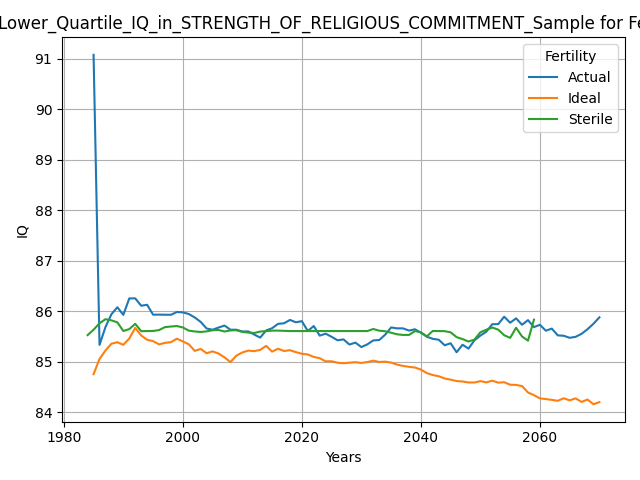 Lower_Quartile_IQ_in_STRENGTH_OF_RELIGIOUS_COMMITMENT_Sample for Fe
Fertility
Actual
Ideal
Sterile
91
90
89
88
87
86
85
84
IQ
1980 2000 2020 2040 2060
Years